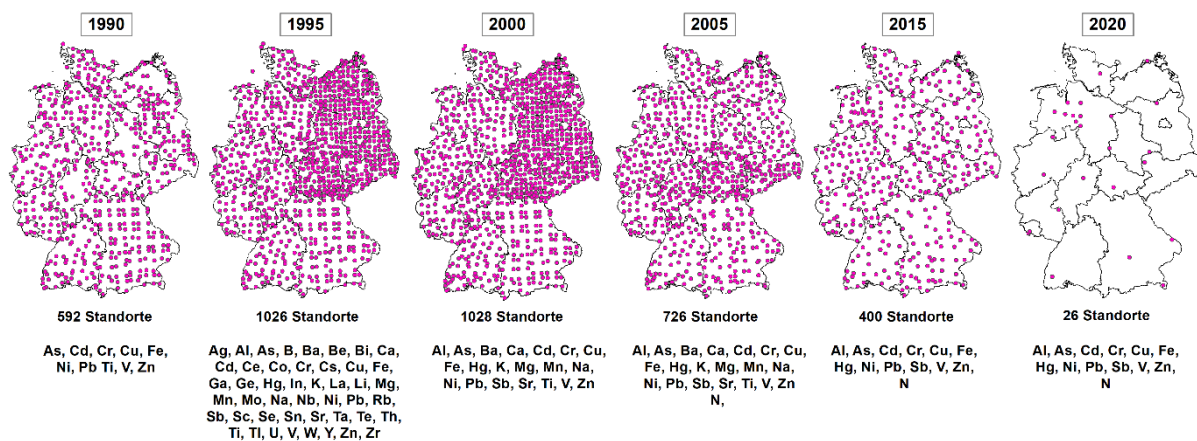 1990
1995
2000
2005
2015
2020
592 Standorte
1026 Standorte
1028 Standorte
726 Standorte
400 Standorte
26 Standorte
As, Cd, Cr, Cu, Fe,
Ni, Pb Ti, V, Zn
Ag, Al, As, B, Ba, Be, Bi, Ca,
Cd, Ce, Co, Cr, Cs, Cu, Fe,
Ga, Ge, Hg, In, K, La, Li, Mg,
Mn, Mo, Na, Nb, Ni, Pb, Rb,
Sb, Sc, Se, Sn, Sr, Ta, Te, Th,
Ti, Tl, U, V, W, Y, Zn, Zr
Al, As, Ba, Ca, Cd, Cr, Cu,
Fe, Hg, K, Mg, Mn, Na,
Ni, Pb, Sb, Sr, Ti, V, Zn
Al, As, Ba, Ca, Cd, Cr, Cu,
Fe, Hg, K, Mg, Mn, Na,
Ni, Pb, Sb, Sr, Ti, V, Zn
N,
Al, As, Cd, Cr, Cu, Fe,
Hg, Ni, Pb, Sb, V, Zn,
N
Al, As, Cd, Cr, Cu, Fe,
Hg, Ni, Pb, Sb, V, Zn,
N